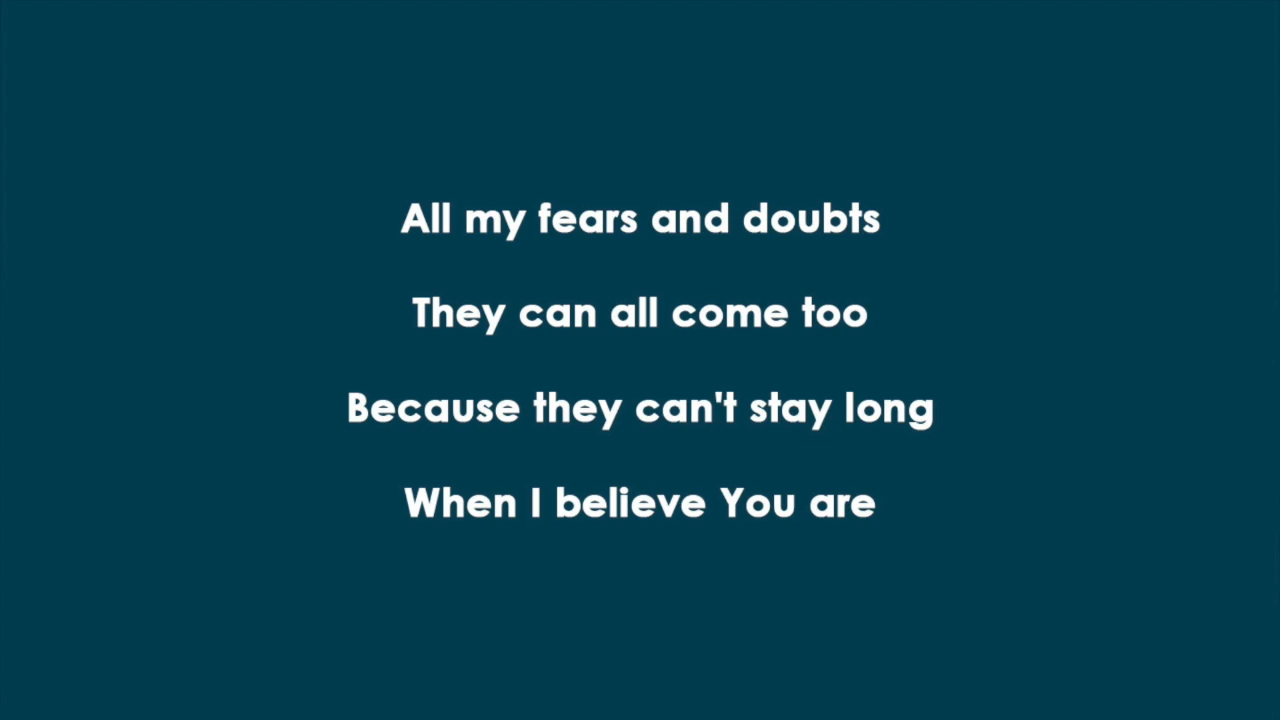 All my fears and doubts
They can all come too
Because they can't stay long
When I believe You are